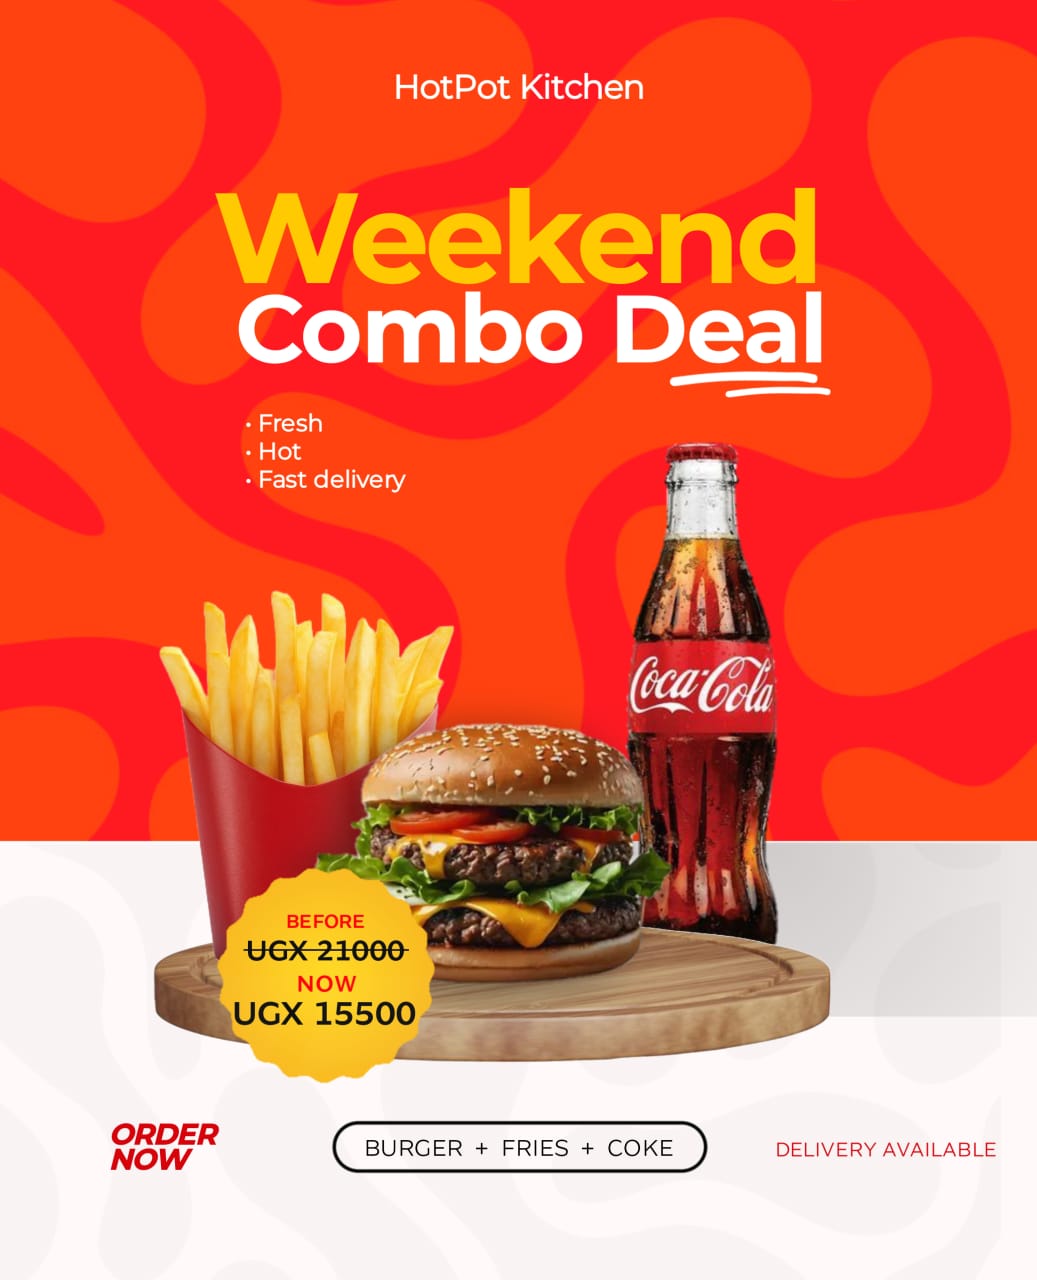 HotPot Kitchen
Weekend
Combo Deal
• Fresh
• Hot
• Fast delivery
Coca-Cola
BEFORE
UGX 21000
NOW
UGX 15500
ORDER
NOW
BURGER + FRIES + COKE
DELIVERY AVAILABLE